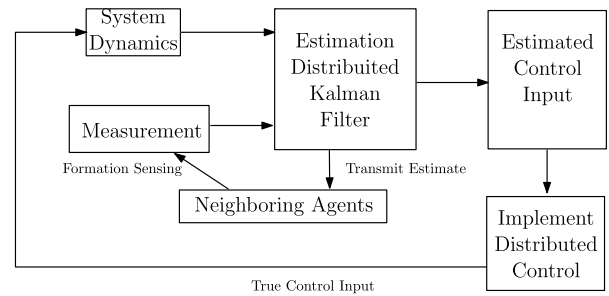 System
Dynamics
Estimation
Distribuited
Kalman
Filter
Estimated
Control
Input
Measurement
Formation Sensing
Transmit Estimate
Neighboring Agents
Implement
Distributed
Control
True Control Input